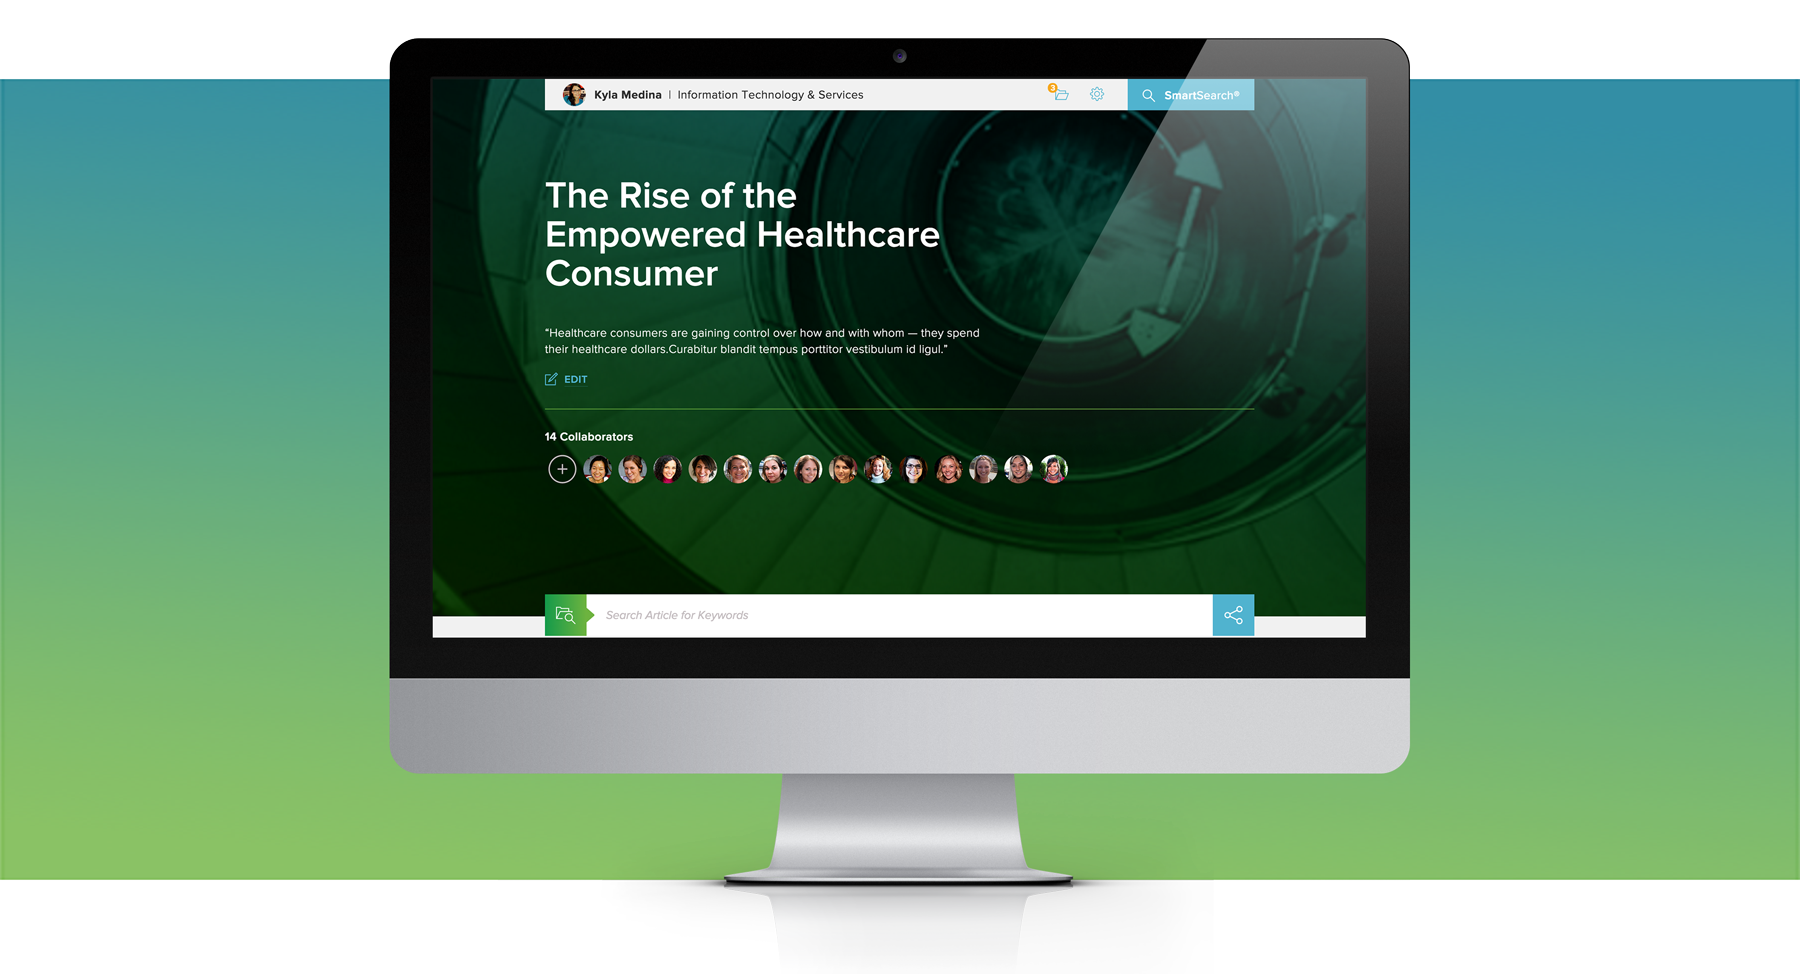 Kyla Medina | Information Technology & Services
3
SmartSearch®
The Rise of the
Empowered Healthcare
Consumer
“Healthcare consumers are gaining control over how and with whom — they spend
their healthcare dollars.Curabitur blandit tempus porttitor vestibulum id ligul.”
EDIT
14 Collaborators
Search Article for Keywords